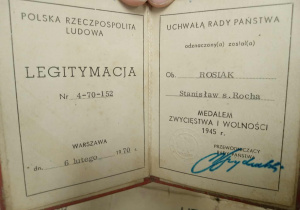 POLSKA RZECZPOSPOLITA
LUDOWA
LEGITYMACJA
Nr 4-70-152
WARSZAWA
dn. 6 lutego 1970 r.
UCHWAŁĄ RADY PAŃSTWA
odznaczony(a) został(a)
Ob. ROSIAK
Stanisław s. Rocha
MEDALEM
ZWYCIĘSTWA I WOLNOŚCI
1945 r.
PRZEWODNICZĄCY
RADY PAŃSTWA